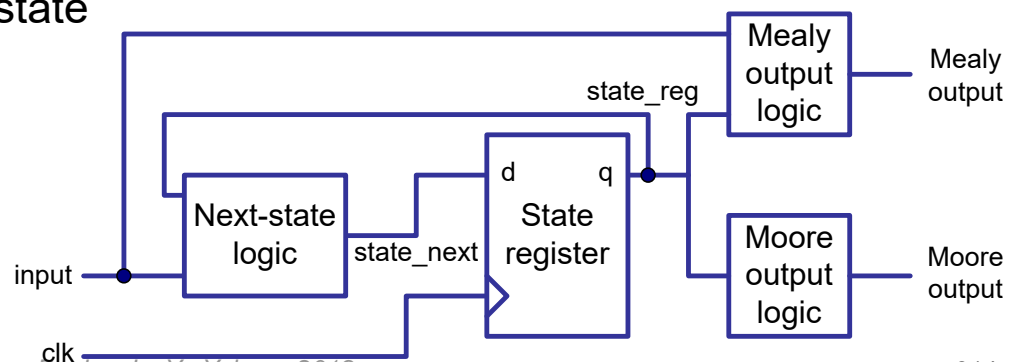 state
Mealy
output
logic
Mealy
output
state_reg
d
q
Next-state
logic
state_next
State
register
input
Moore
output
logic
Moore
output
clk